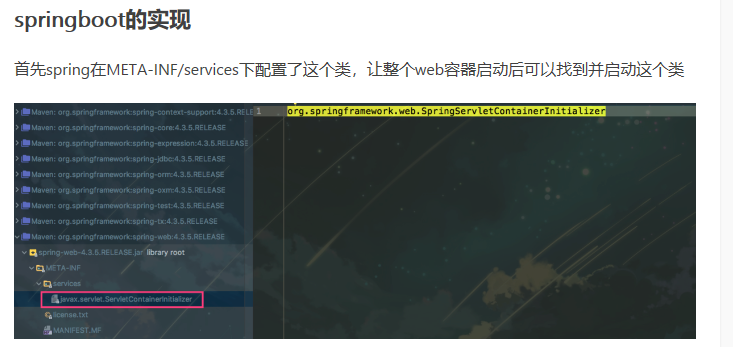 springboot的实现
首先spring在META-INF/services下配置了这个类，让整个web容器启动后可以找到并启动这个类
Maven: org.springframework:spring-context-support:4.3.5.RELEASE
1 org.springframework.web.SpringServletContainerInitializer
Maven: org.springframework:spring-core:4.3.5.RELEASE
Maven: org.springframework:spring-expression:4.3.5.RELEASE
Maven: org.springframework:spring-jdbc:4.3.5.RELEASE
Maven: org.springframework:spring-orm:4.3.5.RELEASE
Maven: org.springframework:spring-oxm:4.3.5.RELEASE
Maven: org.springframework:spring-test:4.3.5.RELEASE
Maven: org.springframework:spring-tx:4.3.5.RELEASE
Maven: org.springframework:spring-web:4.3.5.RELEASE
spring-web-4.3.5.RELEASE.jar library root
META-INF
services
javax.servlet.ServletContainerInitializer
license.txt
MANIFEST.MF